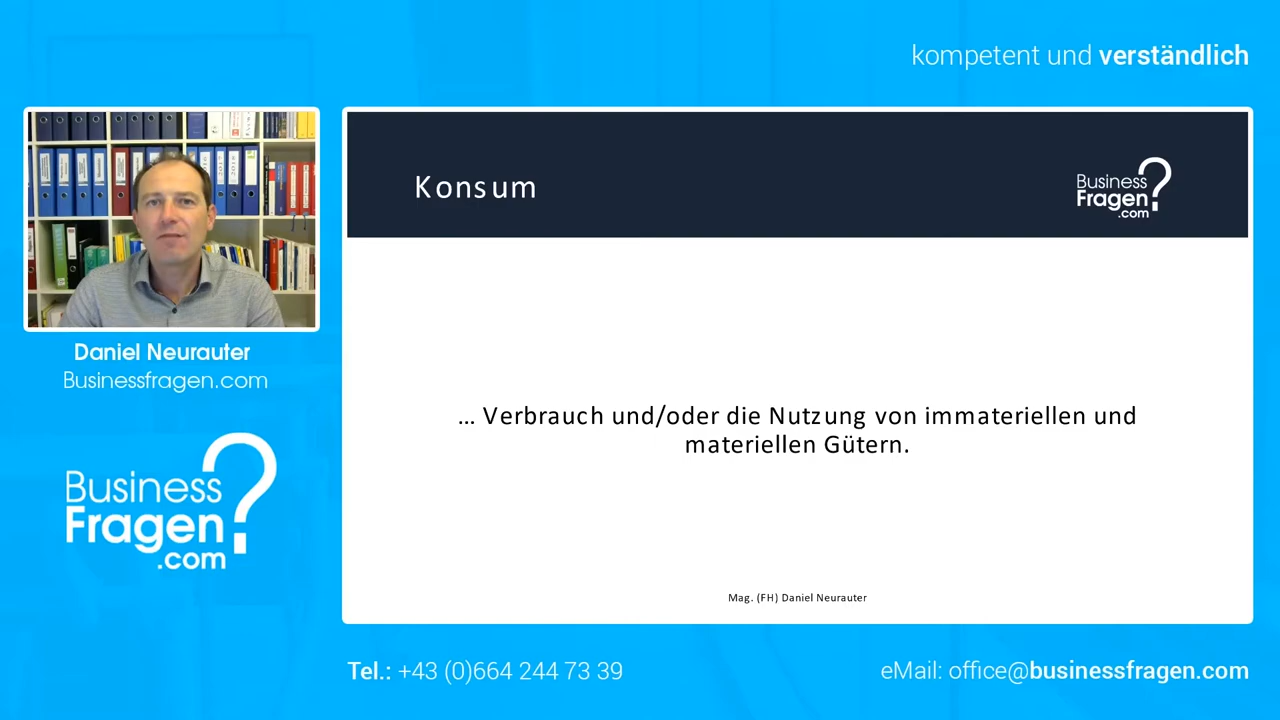 kompetent und verständlich
Konsum
Business
Fragen
.com
Daniel Neurauter
Businessfragen.com
Business
Fragen
.com
… Verbrauch und/oder die Nutzung von immateriellen und
materiellen Gütern.
Mag. (FH) Daniel Neurauter
Tel.: +43 (0)664 244 73 39
eMail: office@businessfragen.com